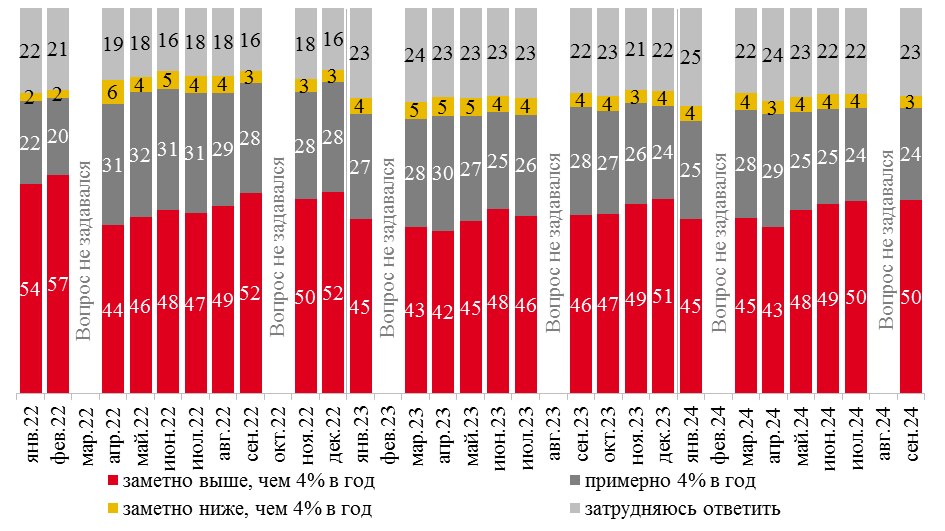 22 21 19 18 16 18 18 16 18 16 23 24 23 23 23 23 22 23 21 22 25 22 24 23 22 22 23
2 2 6 4 5 4 4 3 3 3 4 5 5 5 4 4 4 4 3 4 4 4 3 4 4 4 3
22 20 31 32 31 31 29 28 28 28 27 28 30 27 25 26 28 27 26 24 25 28 29 25 25 24 24
54 57 44 46 48 47 49 52 50 52 45 43 42 45 48 46 46 47 49 51 45 45 43 48 49 50 50
Вопрос не задавался
Вопрос не задавался
Вопрос не задавался
Вопрос не задавался
Вопрос не задавался
Вопрос не задавался
янв.22
фев.22
мар.22
апр.22
май.22
июн.22
июл.22
авг.22
сен.22
окт.22
ноя.22
дек.22
янв.23
фев.23
мар.23
апр.23
май.23
июн.23
июл.23
авг.23
сен.23
окт.23
ноя.23
дек.23
янв.24
фев.24
мар.24
апр.24
май.24
июн.24
июл.24
авг.24
сен.24
заметно выше, чем 4% в год
примерно 4% в год
заметно ниже, чем 4% в год
затрудняюсь ответить